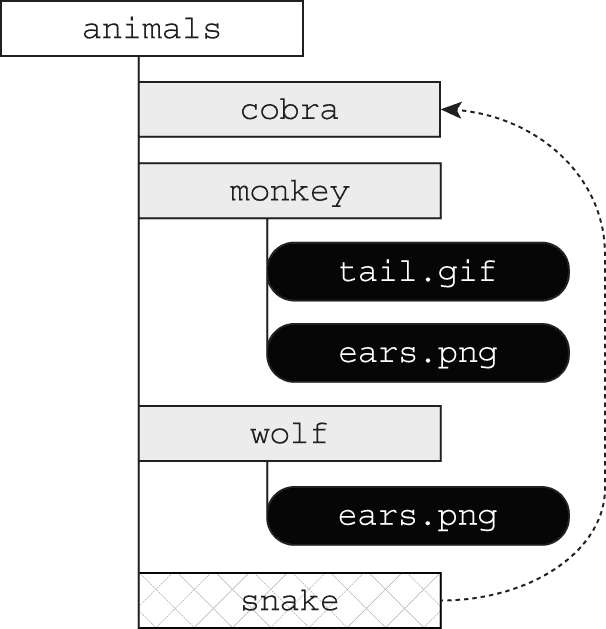 animals
cobra
monkey
tail.gif
ears.png
wolf
ears.png
snake